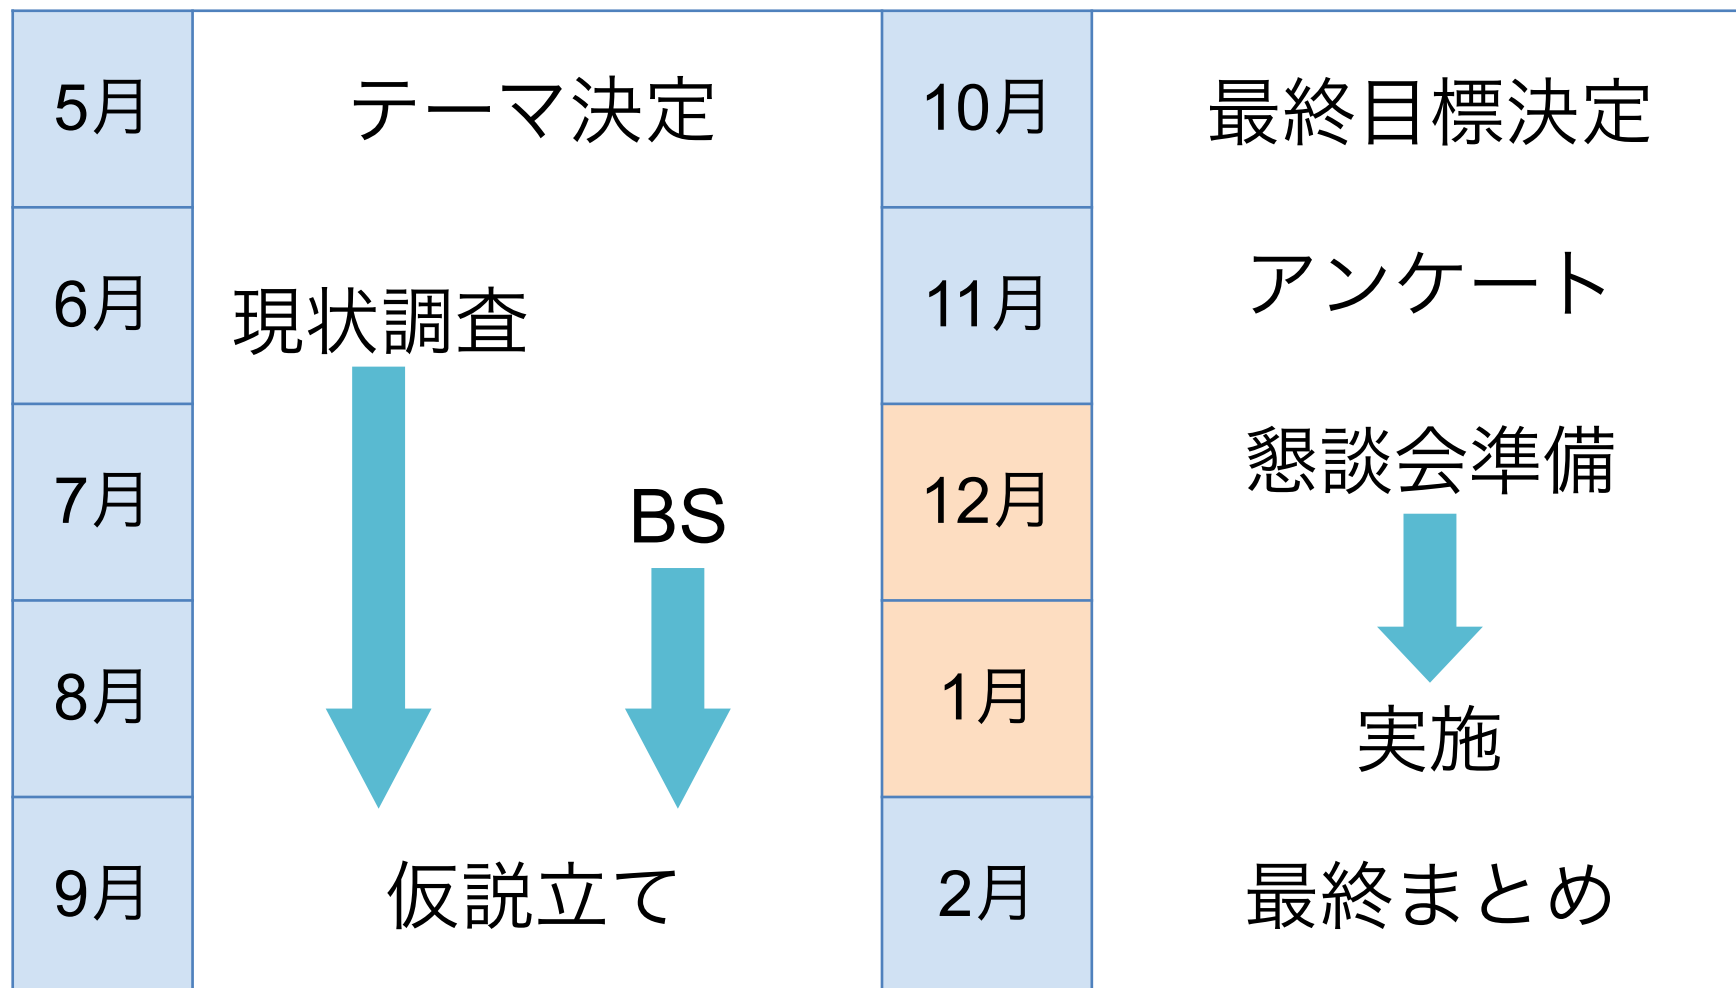 5月 テーマ決定
6月 現状調査
7月 BS
8月
9月 仮説立て
10月 最終目標決定
11月 アンケート
12月 懇談会準備
1月 実施
2月 最終まとめ